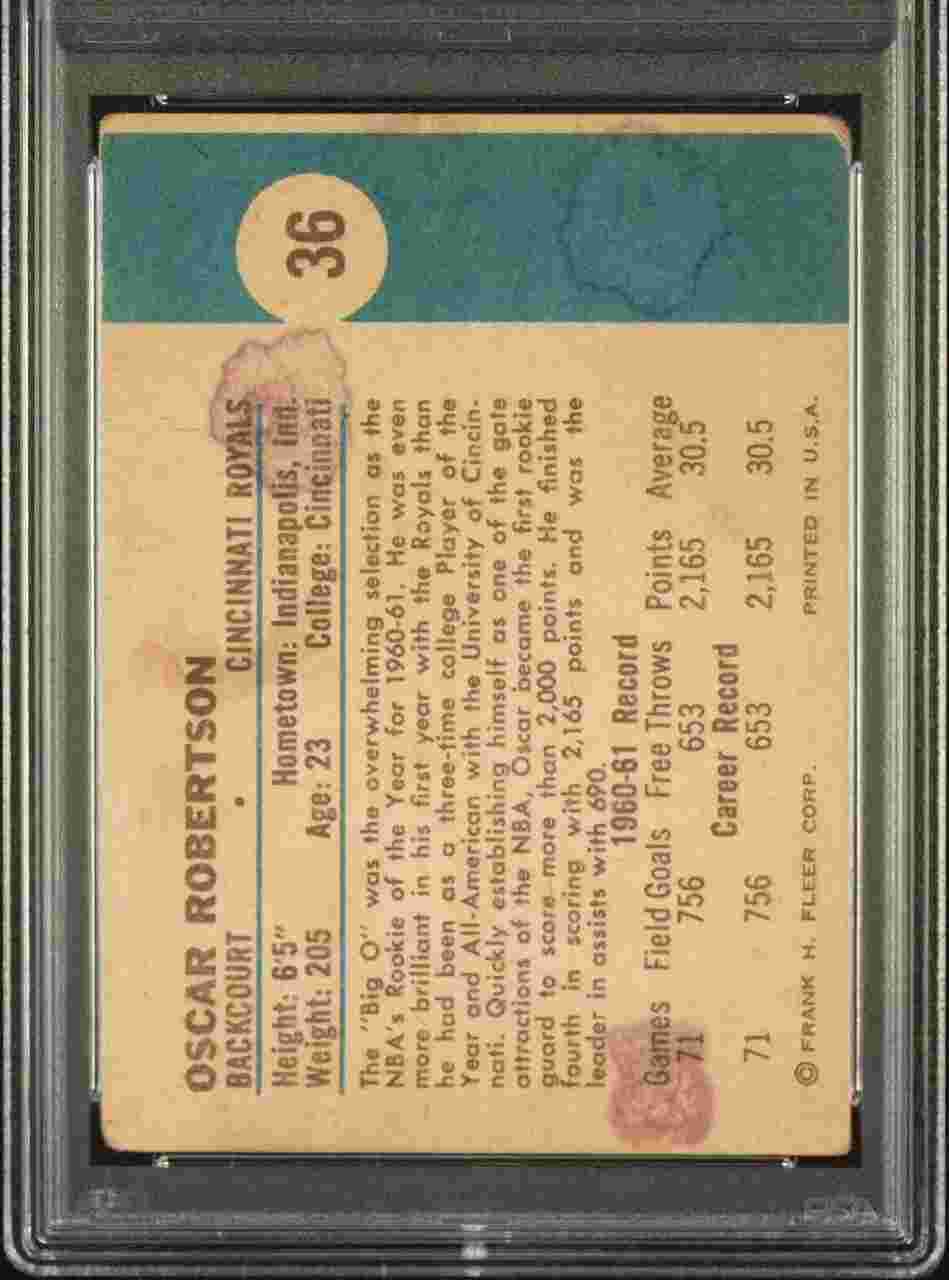 36
OSCAR ROBERTSON
BACKCOURT • CINCINNATI ROYALS
Height: 6'5" Hometown: Indianapolis, Ind.
Weight: 205 Age: 23 College: Cincinnati
The "Big O" was the overwhelming selection as the
NBA's Rookie of the Year for 1960-61. He was even
more brilliant in his first year with the Royals than
he had been as a three-time college Player of the
Year and All-American with the University of Cincin-
nati. Quickly establishing himself as one of the gate
attractions of the NBA, Oscar became the first rookie
guard to score more than 2,000 points. He finished
fourth in scoring with 2,165 points and was the
leader in assists with 690.
1960-61 Record
Games Field Goals Free Throws Points Average
71 756 653 2,165 30.5
Career Record
71 756 653 2,165 30.5
© FRANK H. FLEER CORP. PRINTED IN U.S.A.
PSA